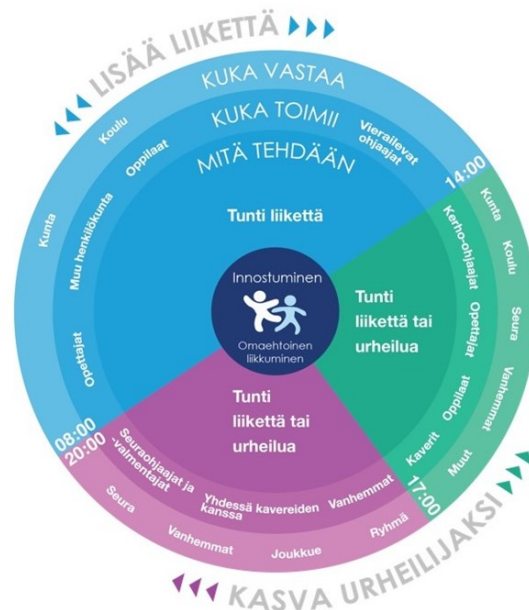 LISÄÄ LIIKETTÄ
KUKA VASTAA
Kunta
Koulu
KUKA TOIMII
Opettajat
Muu henkilökunta
Oppilaat
Vierailevat
ohjaajat
MITÄ TEHDÄÄN
Tunti liikettä
14:00
Kunta
Koulu
Seura
Vanhemmat
Muut
Kerho-ohjaajat
Opettajat
Oppilaat
Kaverit
Tunti
liikettä tai
urheilua
Innostuminen
Omaehtoinen
liikkuminen
Tunti
liikettä tai
urheilua
08:00
20:00
17:00
Seuraohjaajat ja
-valmentajat
Yhdessä kavereiden
kanssa
Vanhemmat
Seura
Vanhemmat
Joukkue
Ryhmä
KASVA URHEILIJAKSI